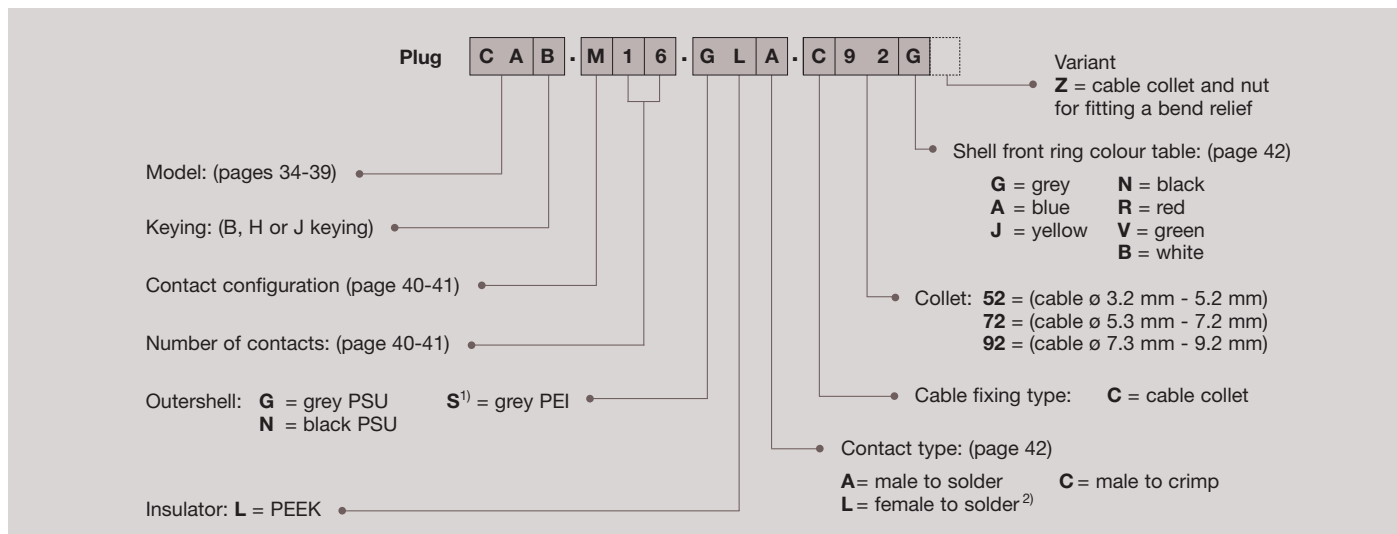 Plug CAB.M16.GLA.C92G
Variant
Z = cable collet and nut
for fitting a bend relief
Shell front ring colour table: (page 42)
G = grey N = black
A = blue R = red
J = yellow V = green
B = white
Model: (pages 34-39)
Keying: (B, H or J keying)
Contact configuration (page 40-41)
Collet: 52 = (cable ø 3.2 mm - 5.2 mm)
72 = (cable ø 5.3 mm - 7.2 mm)
92 = (cable ø 7.3 mm - 9.2 mm)
Number of contacts: (page 40-41)
Outershell: G = grey PSU S1) = grey PEI
N = black PSU
Cable fixing type: C = cable collet
Contact type: (page 42)
A= male to solder C = male to crimp
L = female to solder 2)
Insulator: L = PEEK